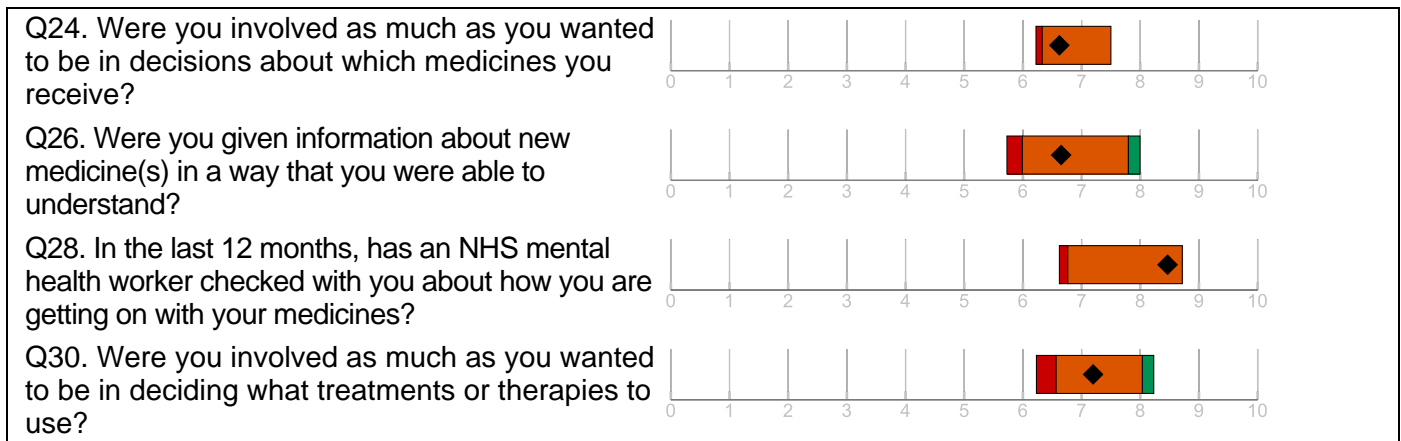 Q24. Were you involved as much as you wanted
to be in decisions about which medicines you
receive?
0 1 2 3 4 5 6 7 8 9 10
Q26. Were you given information about new
medicine(s) in a way that you were able to
understand?
0 1 2 3 4 5 6 7 8 9 10
Q28. In the last 12 months, has an NHS mental
health worker checked with you about how you are
getting on with your medicines?
0 1 2 3 4 5 6 7 8 9 10
Q30. Were you involved as much as you wanted
to be in deciding what treatments or therapies to
use?
0 1 2 3 4 5 6 7 8 9 10